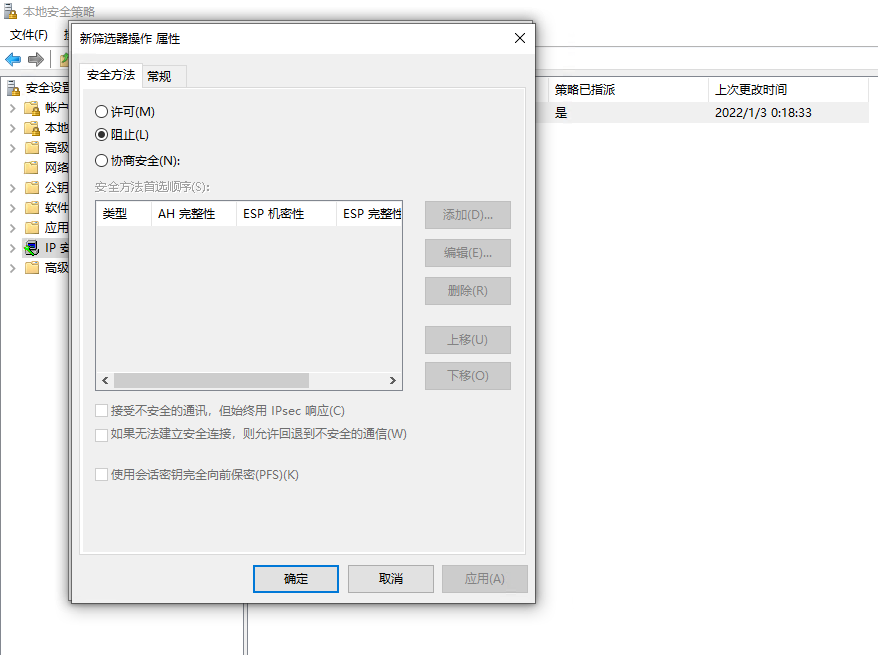 本地安全策略
文件(F)
新筛选器操作 属性
安全方法 常规
许可(M)
阻止(L)
协商安全(N):
安全方法首选顺序(S):
类型 AH 完整性 ESP 机密性 ESP 完整性
添加(D)...
编辑(E)...
删除(R)
上移(U)
下移(O)
接受不安全的通讯，但始终用 IPsec 响应(C)
如果无法建立安全连接，则允许回退到不安全的通信(W)
使用会话密钥完全向前保密(PFS)(K)
确定 取消 应用(A)
安全设置
帐户
本地
高级
网络
公钥
软件
应用
IP 安
高级
策略已指派 上次更改时间
是 2022/1/3 0:18:33